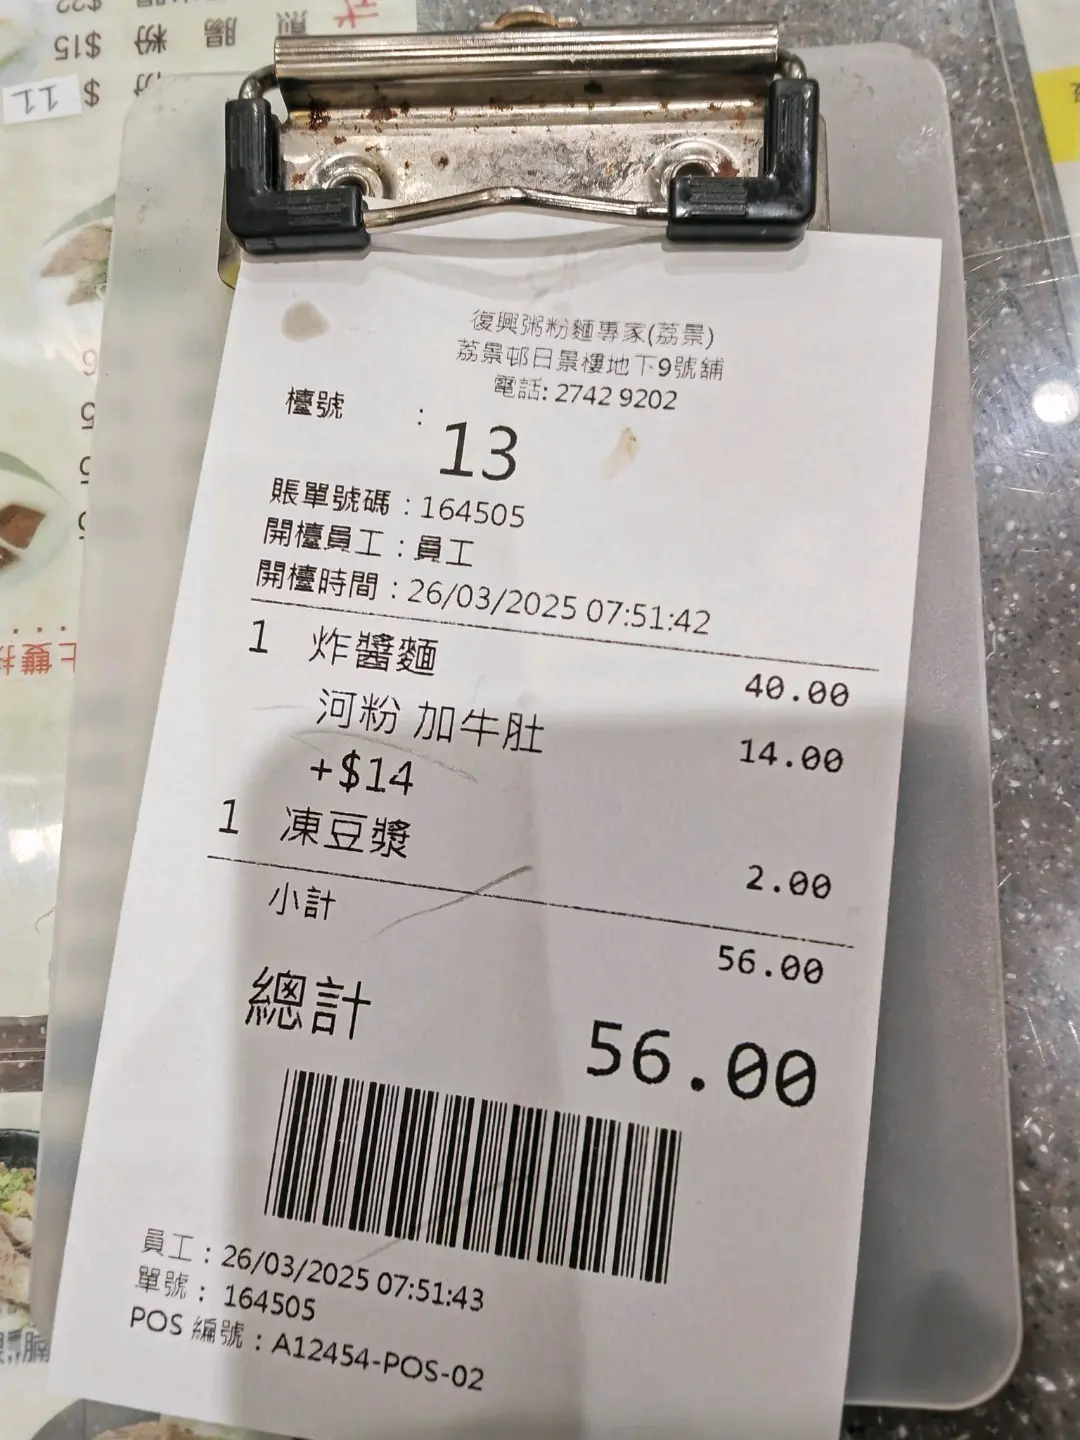 $15 粉 腸
$ 11
復興粥粉麵專家(荔景)
荔景邨日景樓地下9號舖
電話: 2742 9202
檯號 : 13
賬單號碼 : 164505
開檯員工 : 員工
開檯時間 : 26/03/2025 07:51:42
1 炸醬麵 40.00
河粉 加牛肚 14.00
+$14
1 凍豆漿 2.00
小計 56.00
總計 56.00
員工 : 26/03/2025 07:51:43
單號 : 164505
POS 編號 : A12454-POS-02